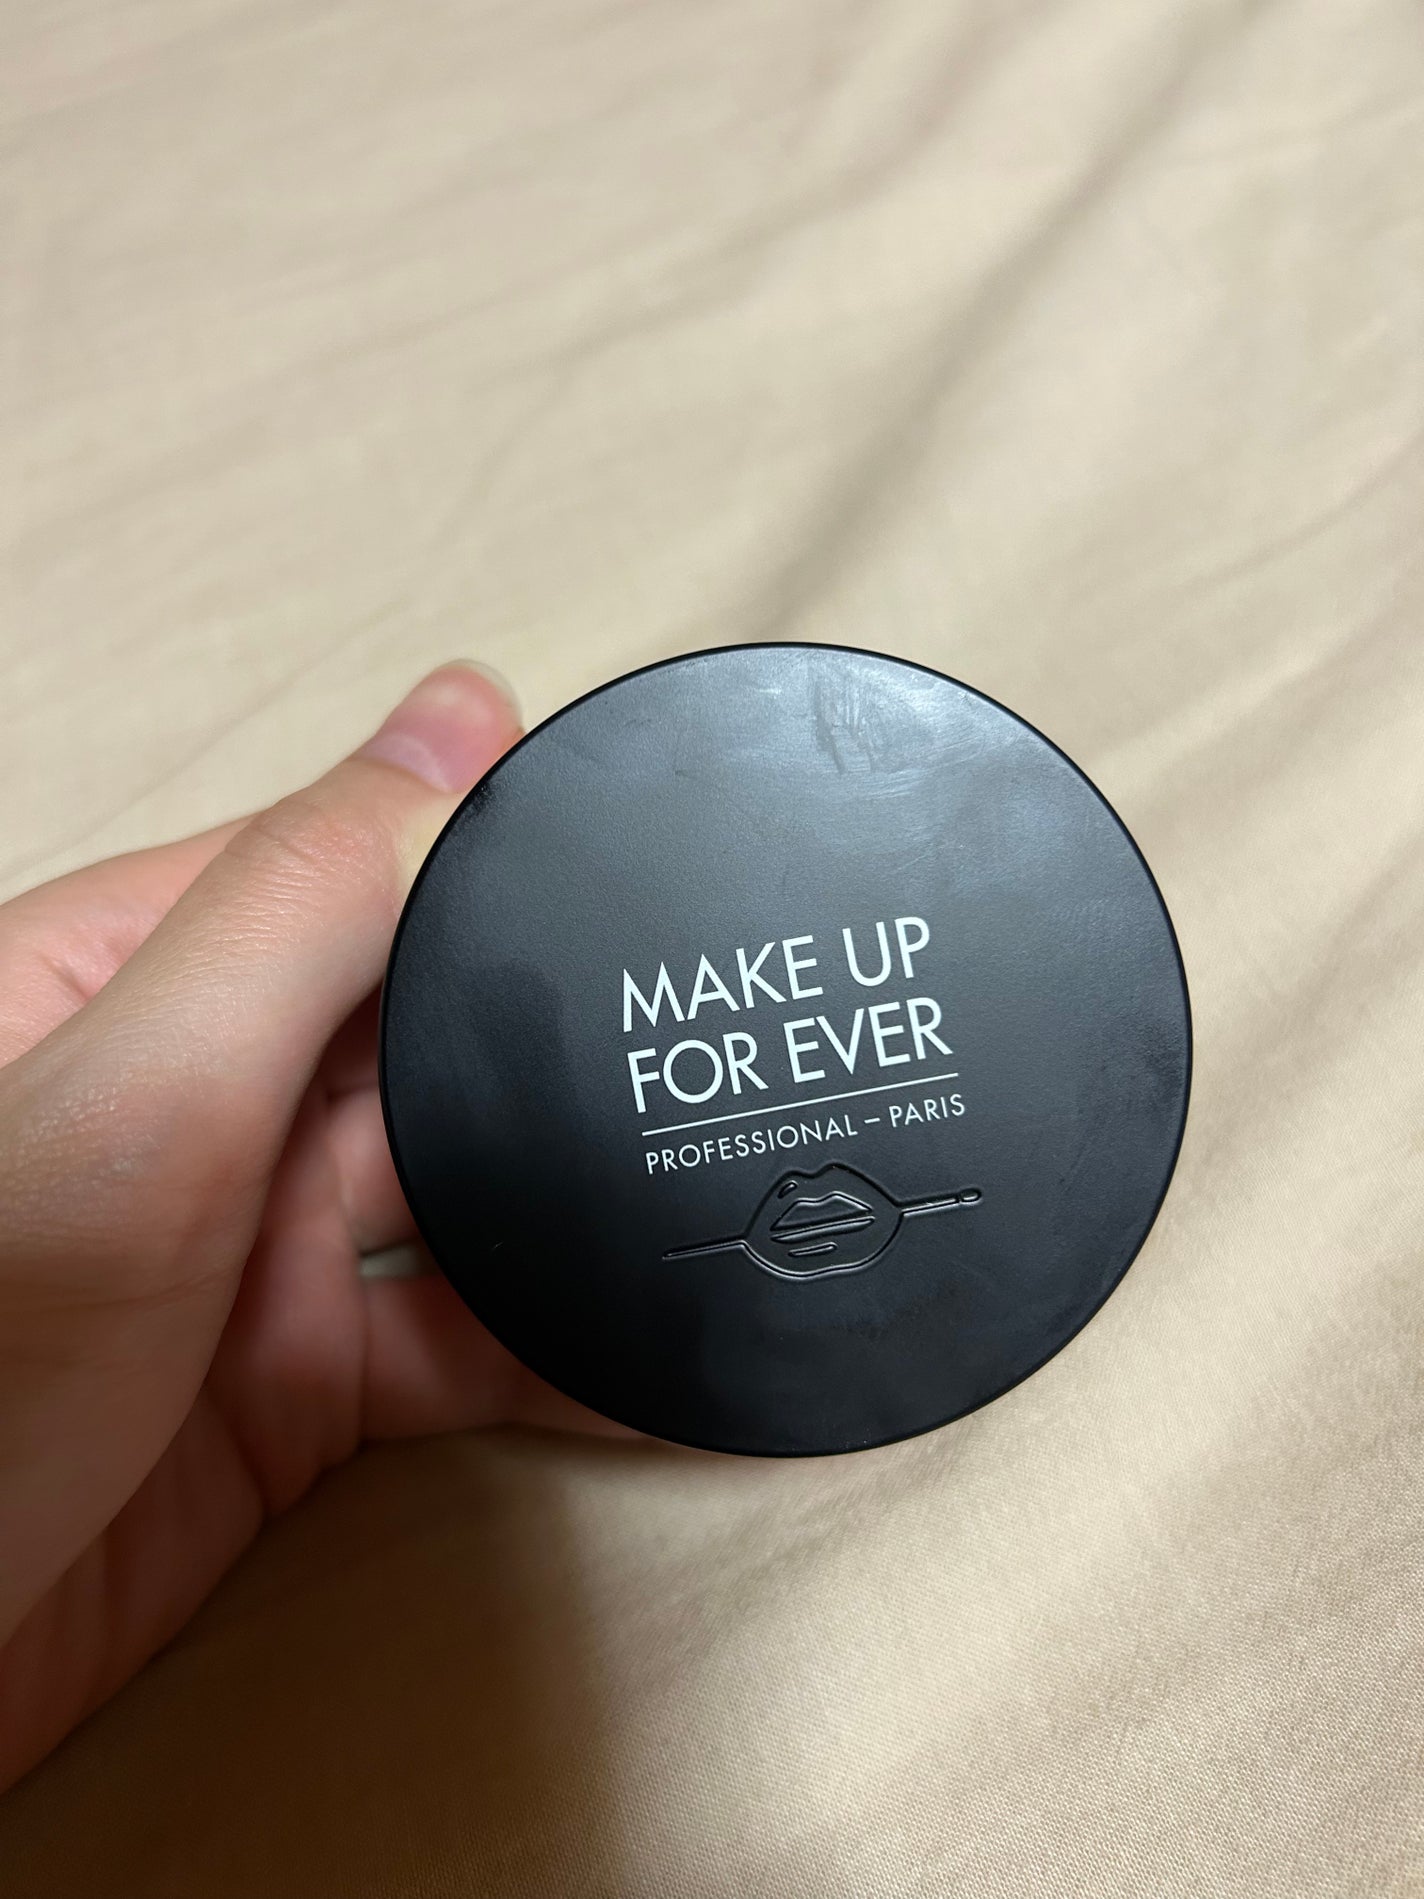 MAKE UP
FOR EVER
PROFESSIONAL – PARIS